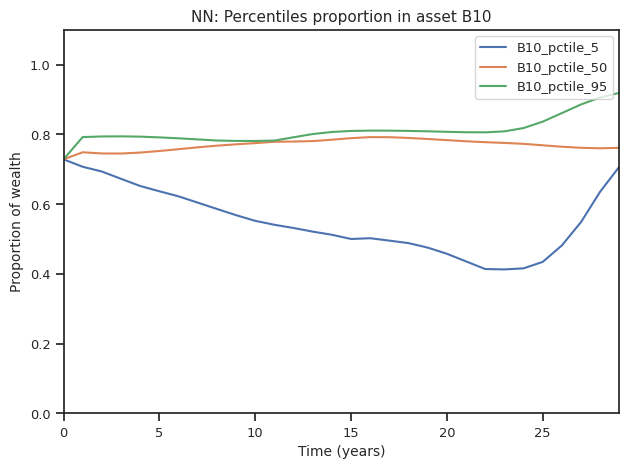 NN: Percentiles proportion in asset B10
B10_pctile_5
B10_pctile_50
B10_pctile_95
Proportion of wealth
1.0
0.8
0.6
0.4
0.2
0.0
0
5
10
15
20
25
Time (years)